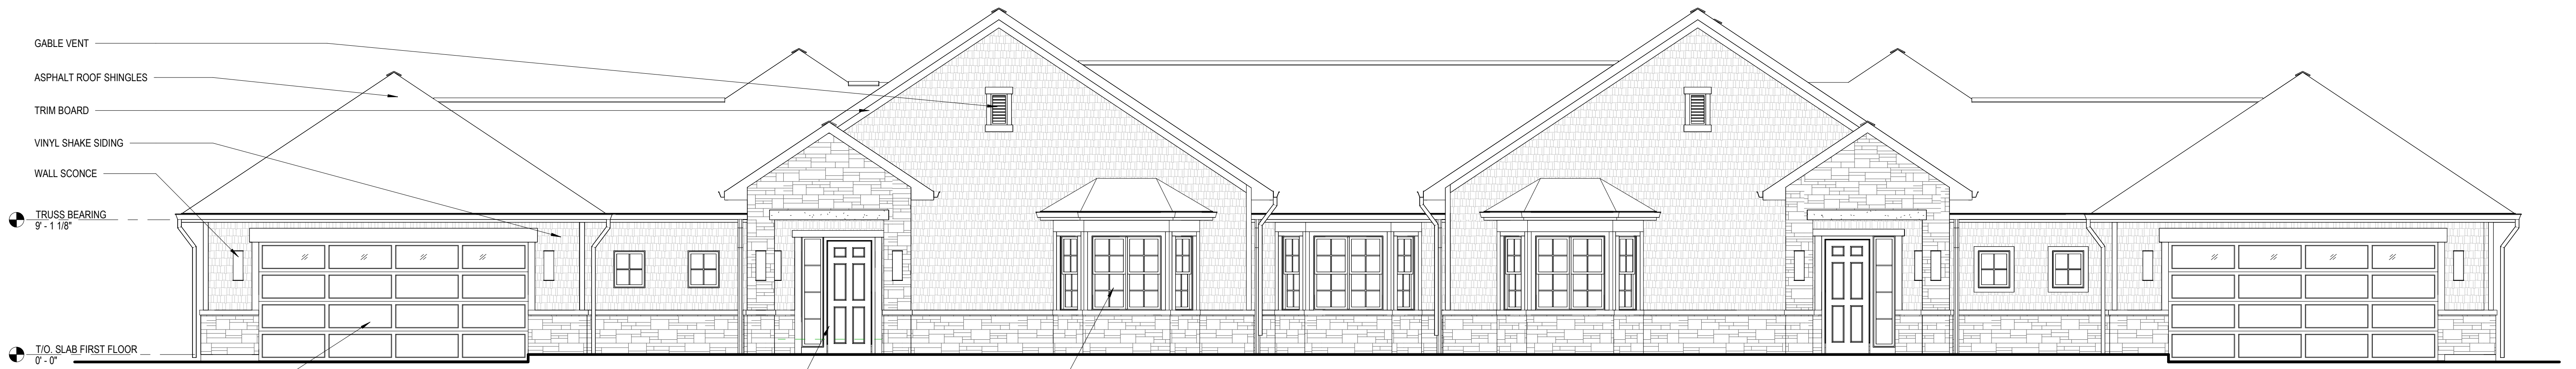 GABLE VENT
ASPHALT ROOF SHINGLES
TRIM BOARD
VINYL SHAKE SIDING
WALL SCONCE
TRUSS BEARING
9' - 1 1/8"
T/O. SLAB FIRST FLOOR
0' - 0"